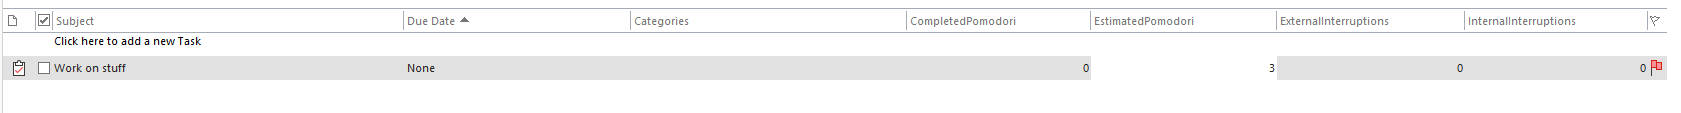 Subject Due Date Categories CompletedPomodori EstimatedPomodori ExternalInterruptions InternalInterruptions
Click here to add a new Task
Work on stuff None 0 3 0 0